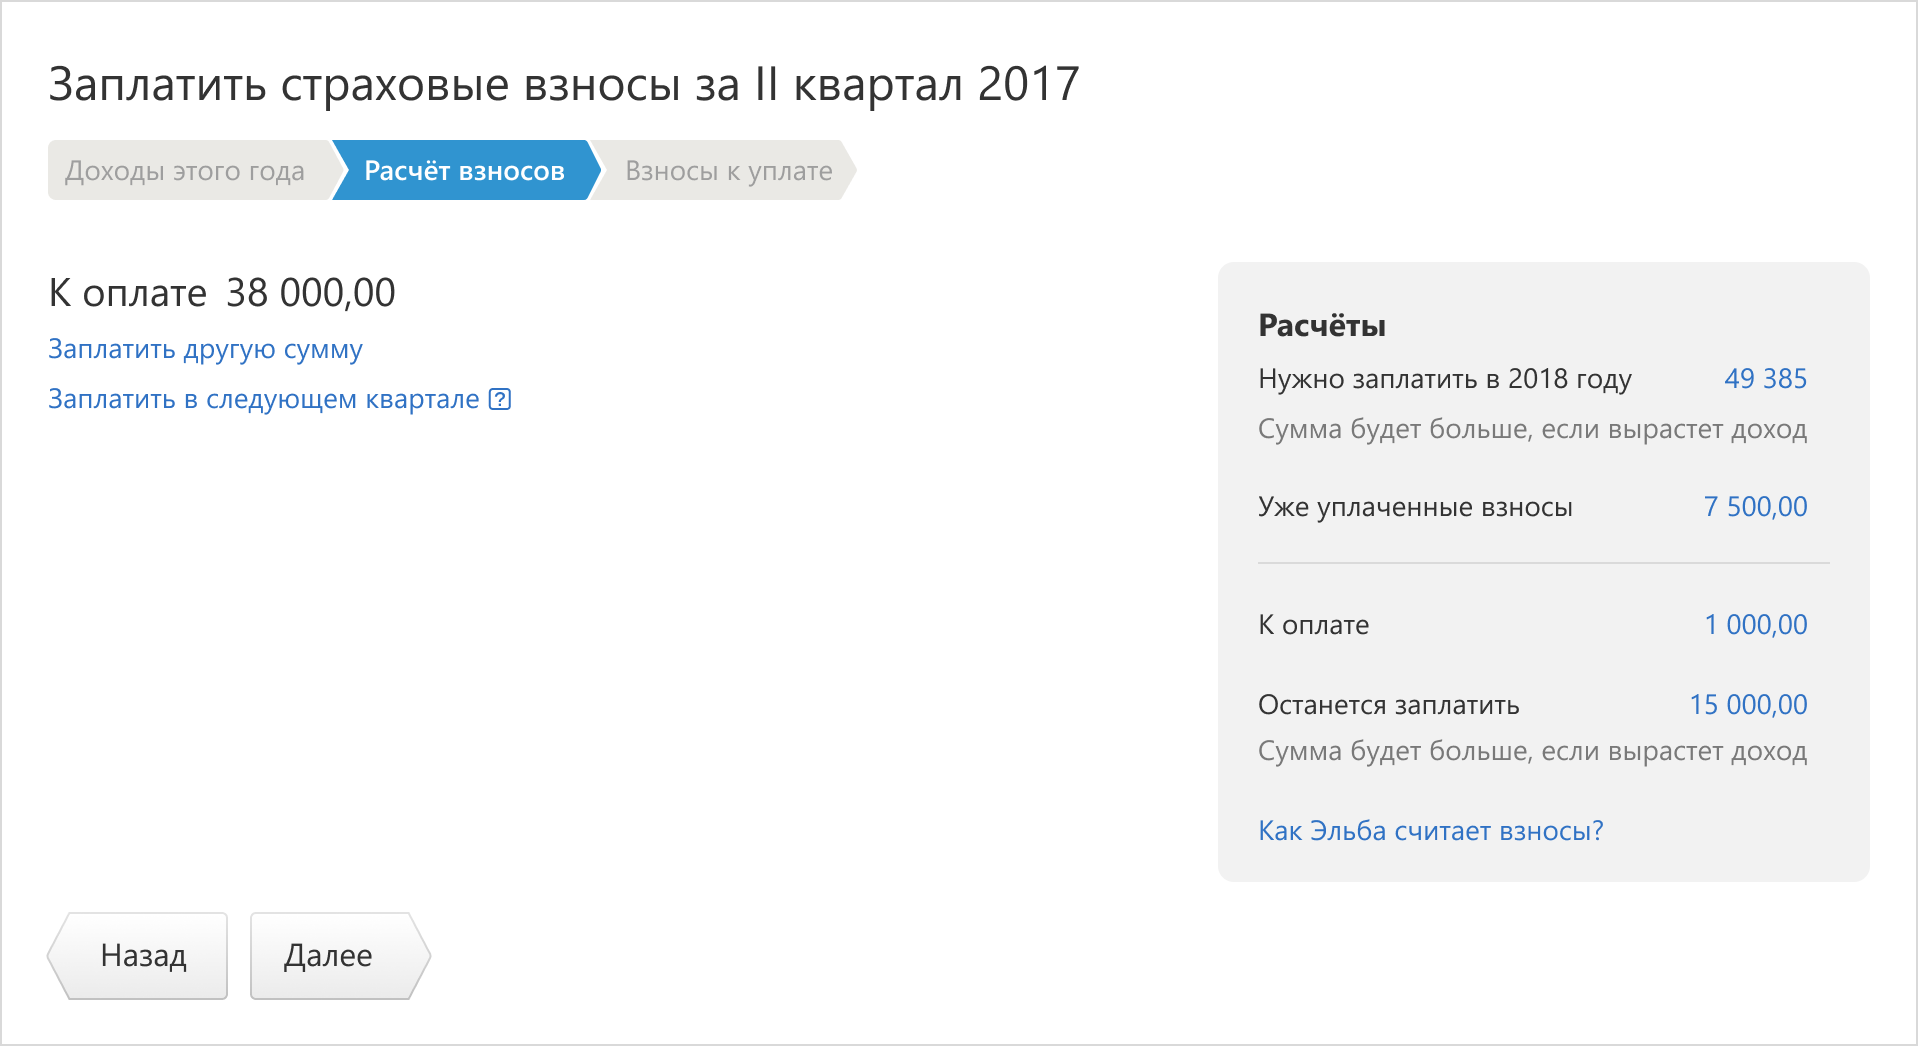 Заплатить страховые взносы за II квартал 2017
Доходы этого года
Расчёт взносов
Взносы к уплате
К оплате 38 000,00
Заплатить другую сумму
Заплатить в следующем квартале ?
Расчёты
Нужно заплатить в 2018 году 49 385
Сумма будет больше, если вырастет доход
Уже уплаченные взносы 7 500,00
К оплате 1 000,00
Останется заплатить 15 000,00
Сумма будет больше, если вырастет доход
Как Эльба считает взносы?
Назад
Далее